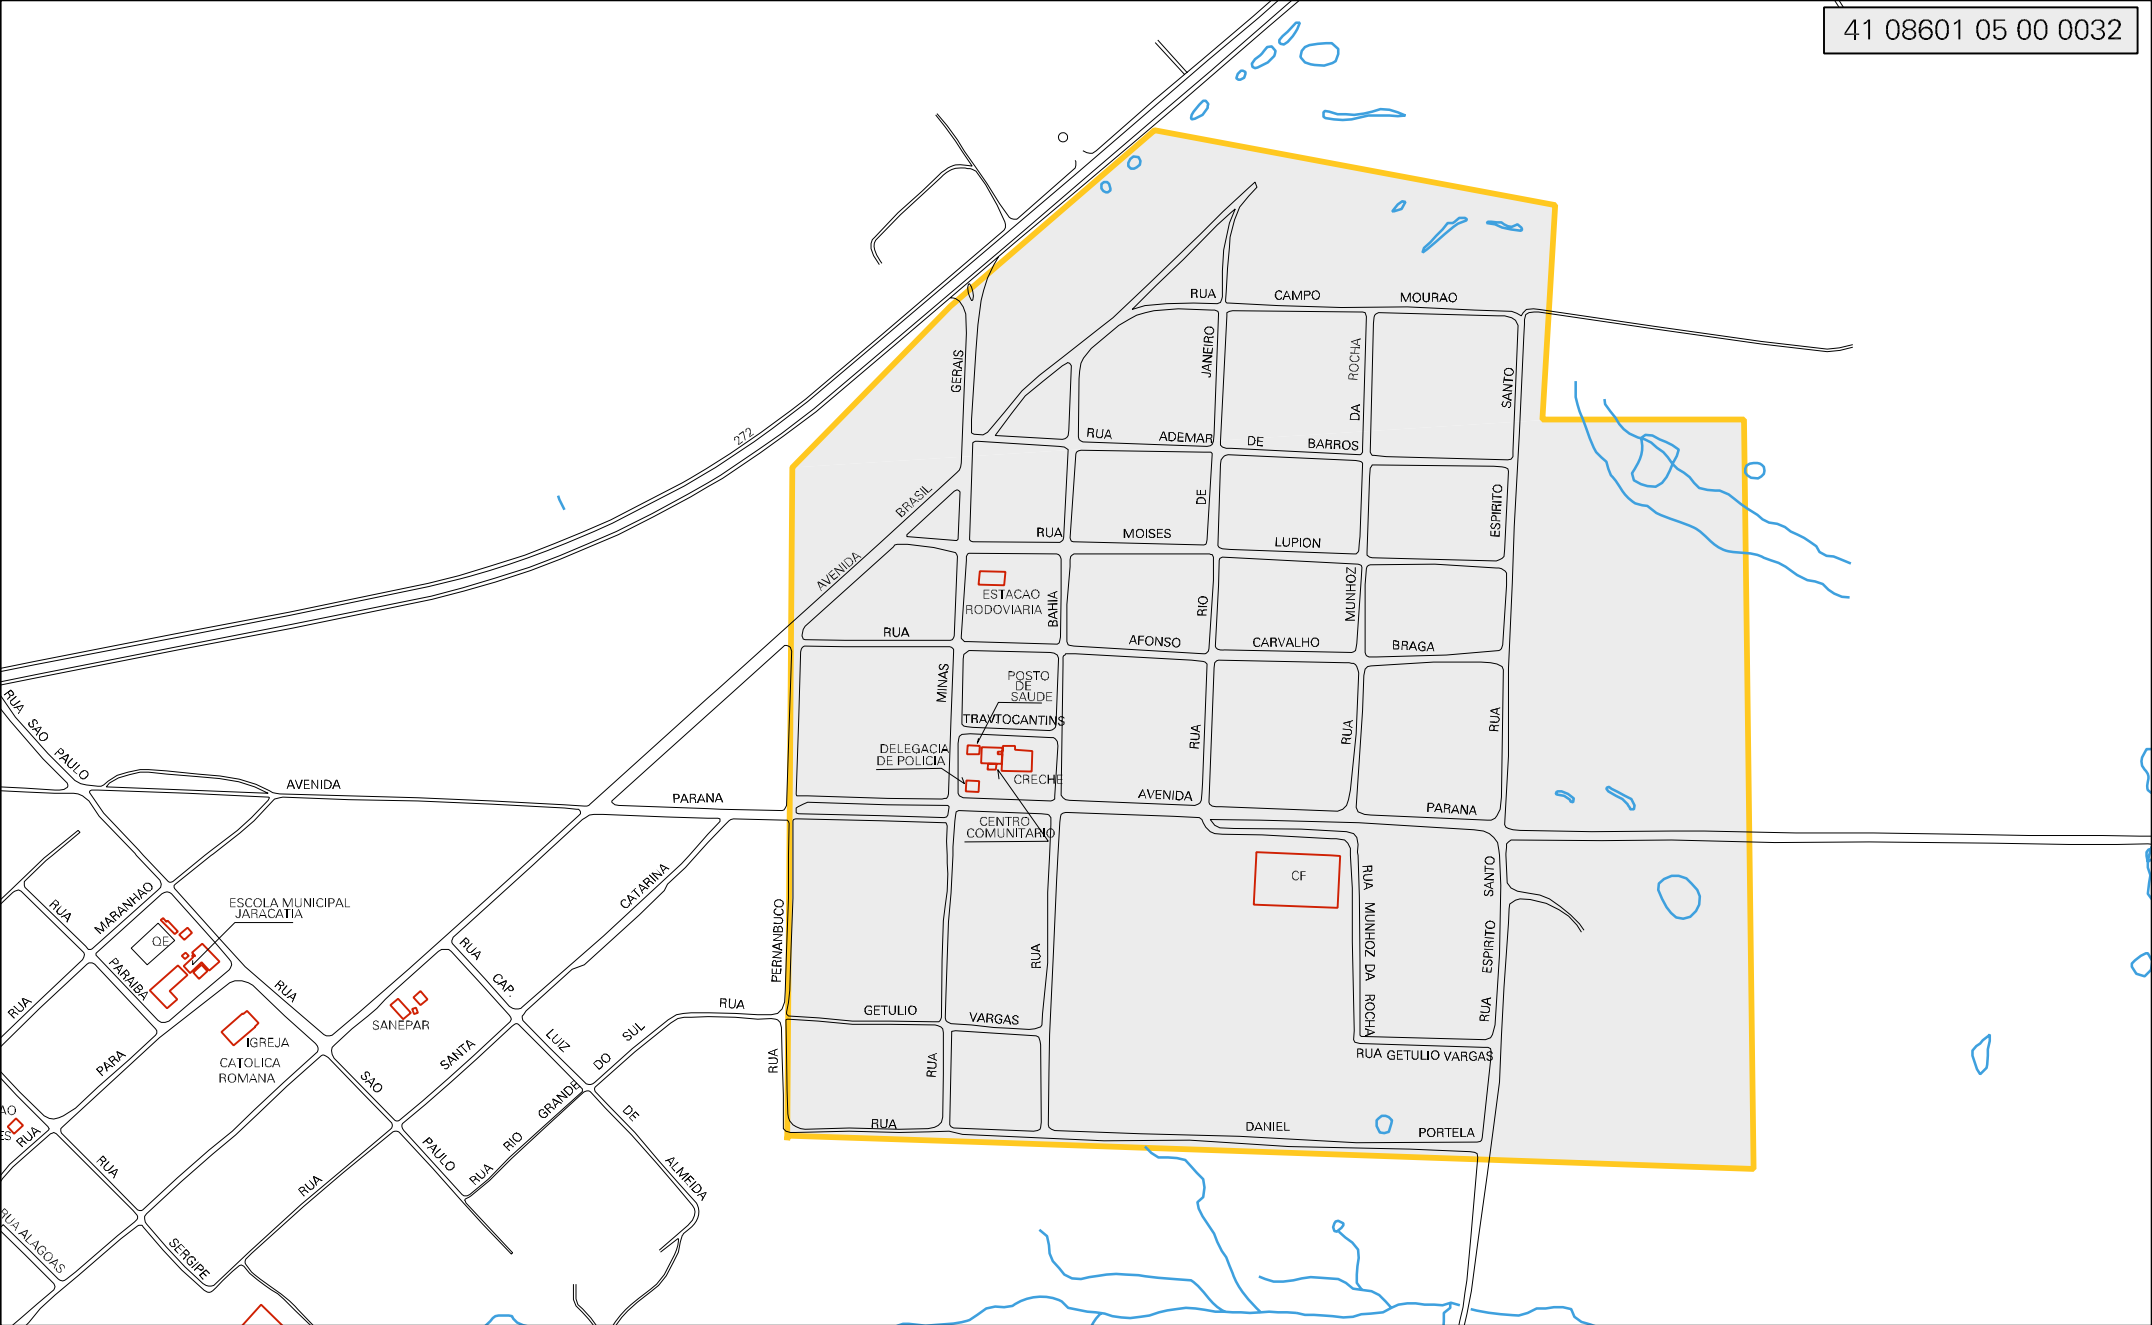 41 08601 05 00 0032
RUA
CAMPO
MOURAO
GERAIS
JANEIRO
ROCHA
DA
SANTO
272
RUA
ADEMAR
DE
BARROS
BRASIL
AVENIDA
DE
ESPIRITO
RUA
MOISES
LUPION
ESTACAO
RODOVIARIA
BAHIA
RIO
MUNHOZ
RUA
AFONSO
CARVALHO
BRAGA
MINAS
POSTO
DE
SAUDE
TRAVTOCANTINS
RUA
RUA
RUA
RUA
SAO
PAULO
DELEGACIA
DE POLICIA
CRECHE
AVENIDA
PARANA
AVENIDA
PARANA
CENTRO
COMUNITARIO
CF
RUA MUNHOZ DA ROCHA
SANTO
ESPIRITO
RUA
CATARINA
MARANHAO
RUA
ESCOLA MUNICIPAL
JARACATIA
QE
PARAIBA
RUA
RUA
CAP.
PERNANBUCO
RUA
RUA
RUA
SANEPAR
IGREJA
CATOLICA
ROMANA
PARA
SAO
SANTA
LUIZ
DO
SUL
RUA
GETULIO
VARGAS
RUA
RUA GETULIO VARGAS
AO
ES
RUA
GRANDE
DE
RUA
DANIEL
PORTELA
RUA
RUA
PAULO
RUA
RIO
ALMEIDA
RUA ALAGOAS
SERGIPE